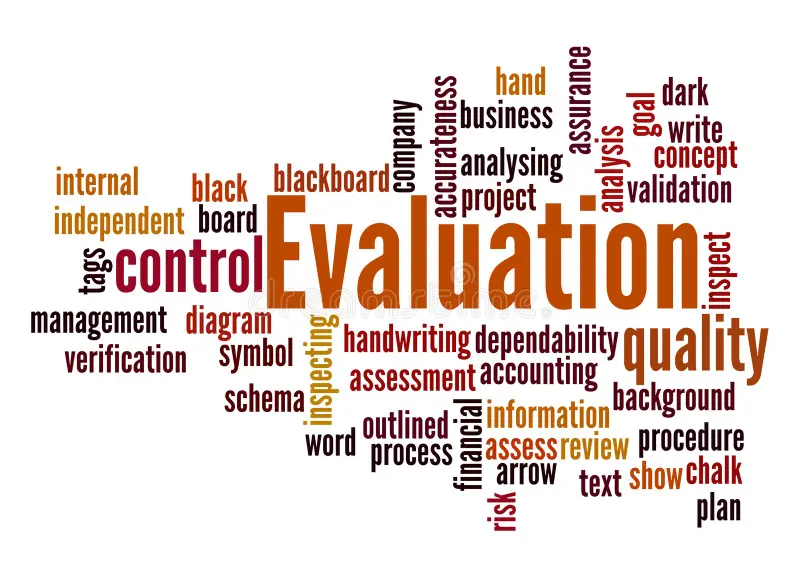 hand
assurance
dark
accurateness
business
goal
write
company
analysing
analysis
concept
internal
black
blackboard
project
validation
independent
board
Evaluation
tags
control
inspect
management
diagram
inspecting
handwriting
dependability
quality
verification
symbol
assessment
accounting
schema
background
financial
information
outlined
word
process
assess
review
procedure
arrow
text
show
chalk
risk
plan
dreamstime